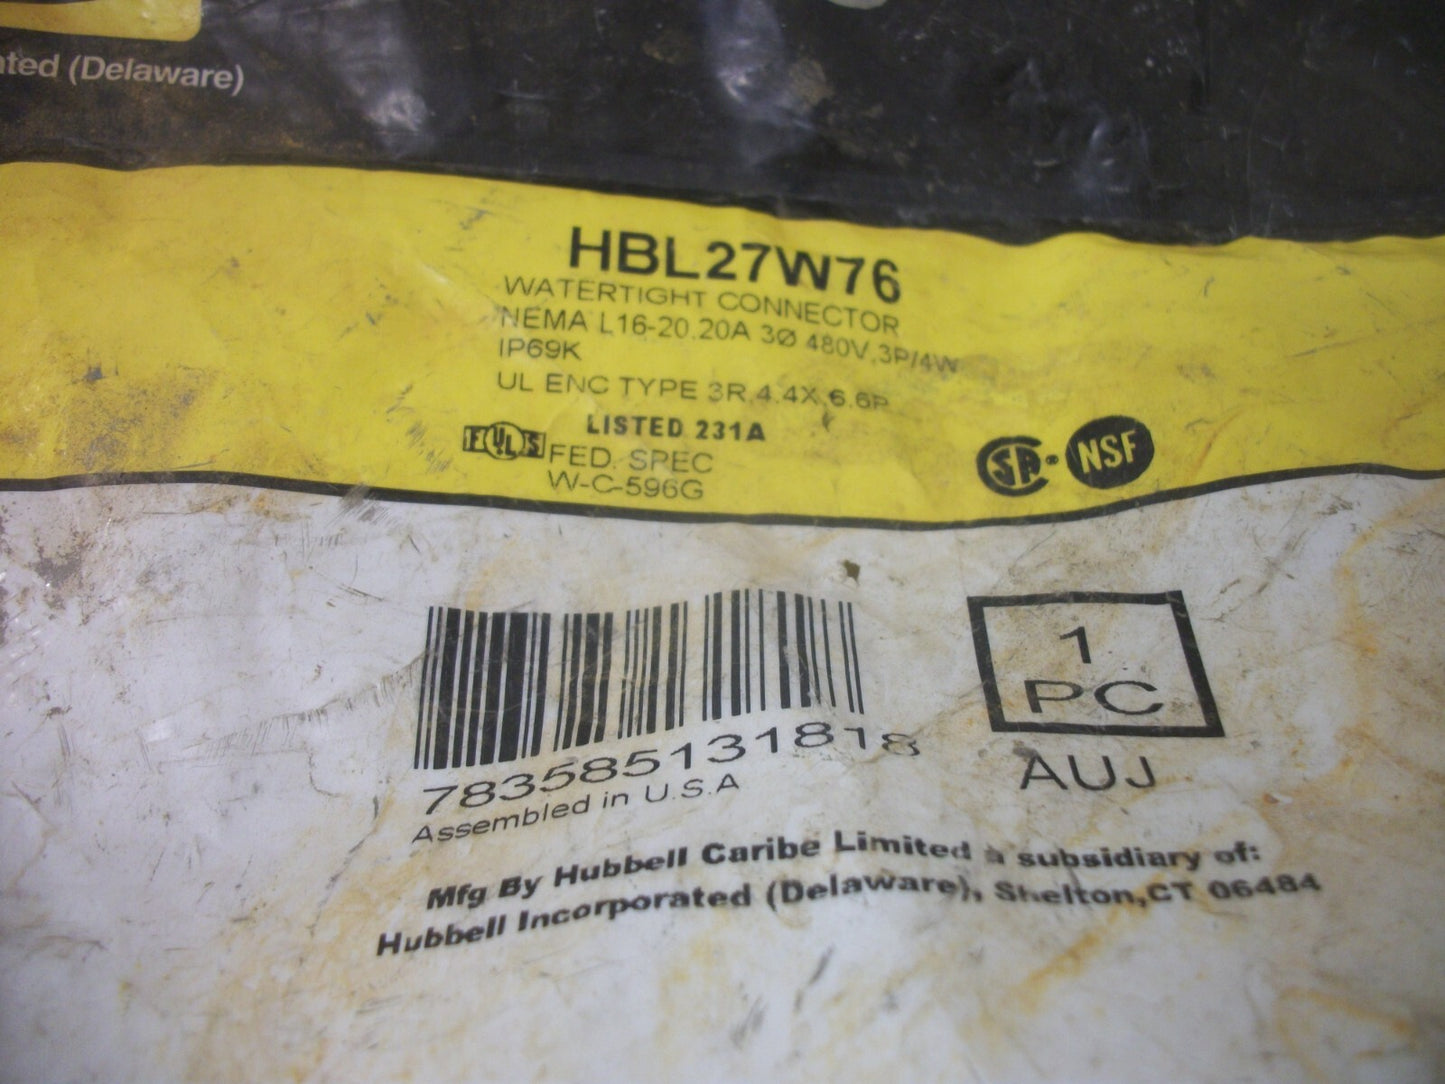 (Delaware)
HBL27W76
WATERTIGHT CONNECTOR
NEMA L16-20,20A 3Ø 480V,3P/4W
IP69K
UL ENC TYPE 3R,4,4X,6,6P
LISTED 231A
UL
FED. SPEC
W-C-596G
SA
NSF
783585131818
Assembled in U.S.A
1
PC
AUJ
Mfg By Hubbell Caribe Limited a subsidiary of:
Hubbell Incorporated (Delaware), Shelton,CT 06484